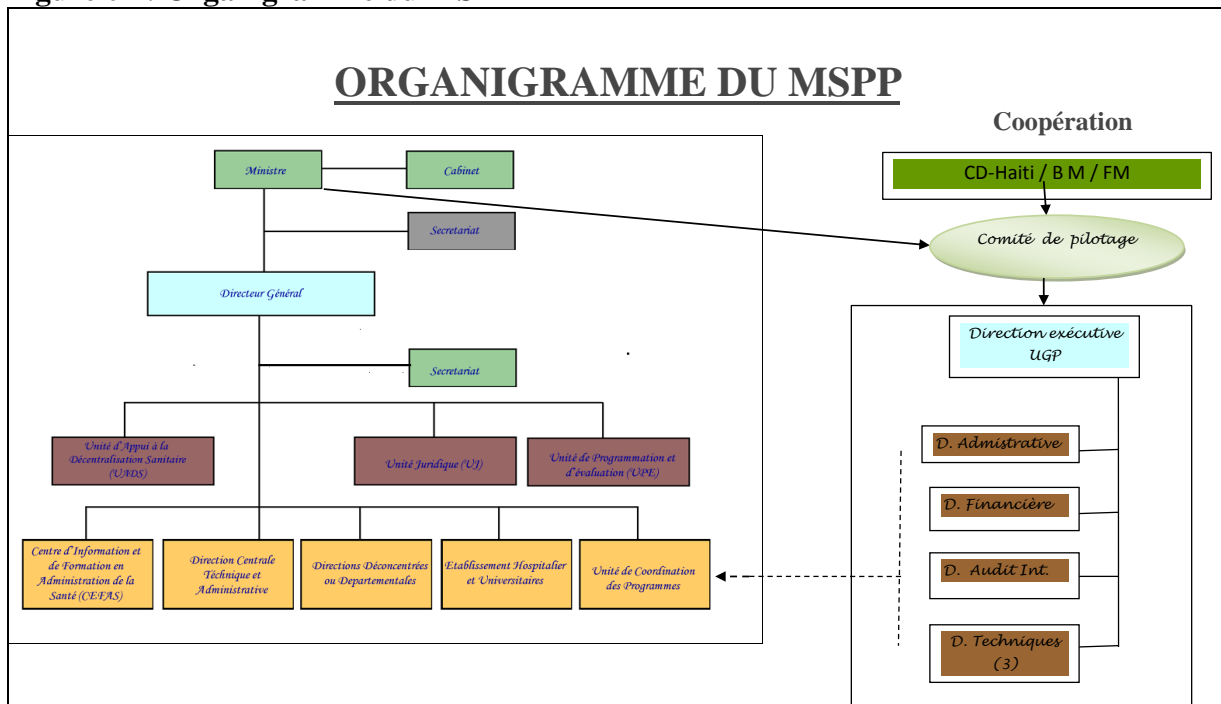 ORGANIGRAMME DU MSPP
Coopération
Ministre
Cabinet
CD-Haiti / B M / FM
Secretariat
Comité de pilotage
Directeur Général
Direction exécutive
UGP
Secretariat
Unité d'Appui à la
Décentralisation Sanitaire
(UADS)
Unité Juridique (UJ)
Unité de Programmation et
d'évaluation (UPE)
D. Admistrative
D. Financière
D. Audit Int.
D. Techniques
(3)
Centre d'Information et
de Formation en
Administration de la
Santé (CEFAS)
Direction Centrale
Téchnique et
Administrative
Directions Déconcentrées
ou Departementales
Etablissement Hospitalier
et Universitaires
Unité de Coordination
des Programmes